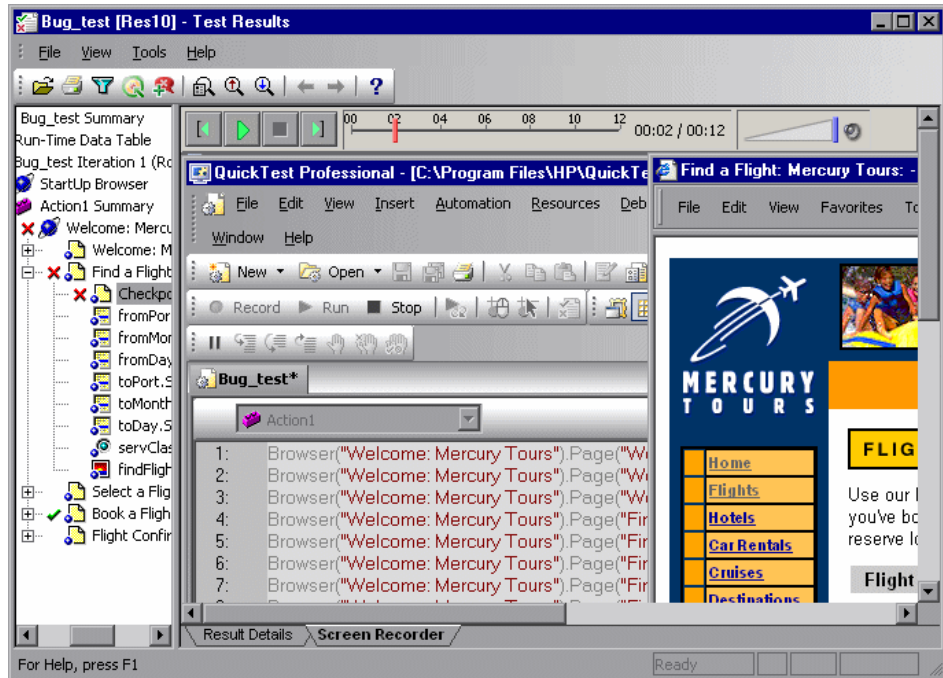 Bug_test [Res10] - Test Results
File View Tools Help
Bug_test Summary
Run-Time Data Table
Bug_test Iteration 1 (Ro
StartUp Browser
Action1 Summary
Welcome: Mercu
Welcome: M
Find a Flight
Checkpo
fromPor
fromMor
fromDay
toPort.S
toMonth
toDay.S
servClas
findFligh
Select a Flig
Book a Fligh
Flight Confir
00 02 04 06 08 10 12
00:02 / 00:12
QuickTest Professional - [C:\Program Files\HP\QuickTe
File Edit View Insert Automation Resources Deb
Window Help
New Open
Record Run Stop
Bug_test*
Action1
1: Browser("Welcome: Mercury Tours").Page("We
2: Browser("Welcome: Mercury Tours").Page("We
3: Browser("Welcome: Mercury Tours").Page("We
4: Browser("Welcome: Mercury Tours").Page("Fin
5: Browser("Welcome: Mercury Tours").Page("Fin
6: Browser("Welcome: Mercury Tours").Page("Fin
7: Browser("Welcome: Mercury Tours").Page("Fin
Find a Flight: Mercury Tours: -
File Edit View Favorites To
MERCURY
TOURS
Home
Flights
Hotels
Car Rentals
Cruises
Destinations
FLIG
Use our
you've bo
reserve lo
Flight
Result Details Screen Recorder
For Help, press F1
Ready